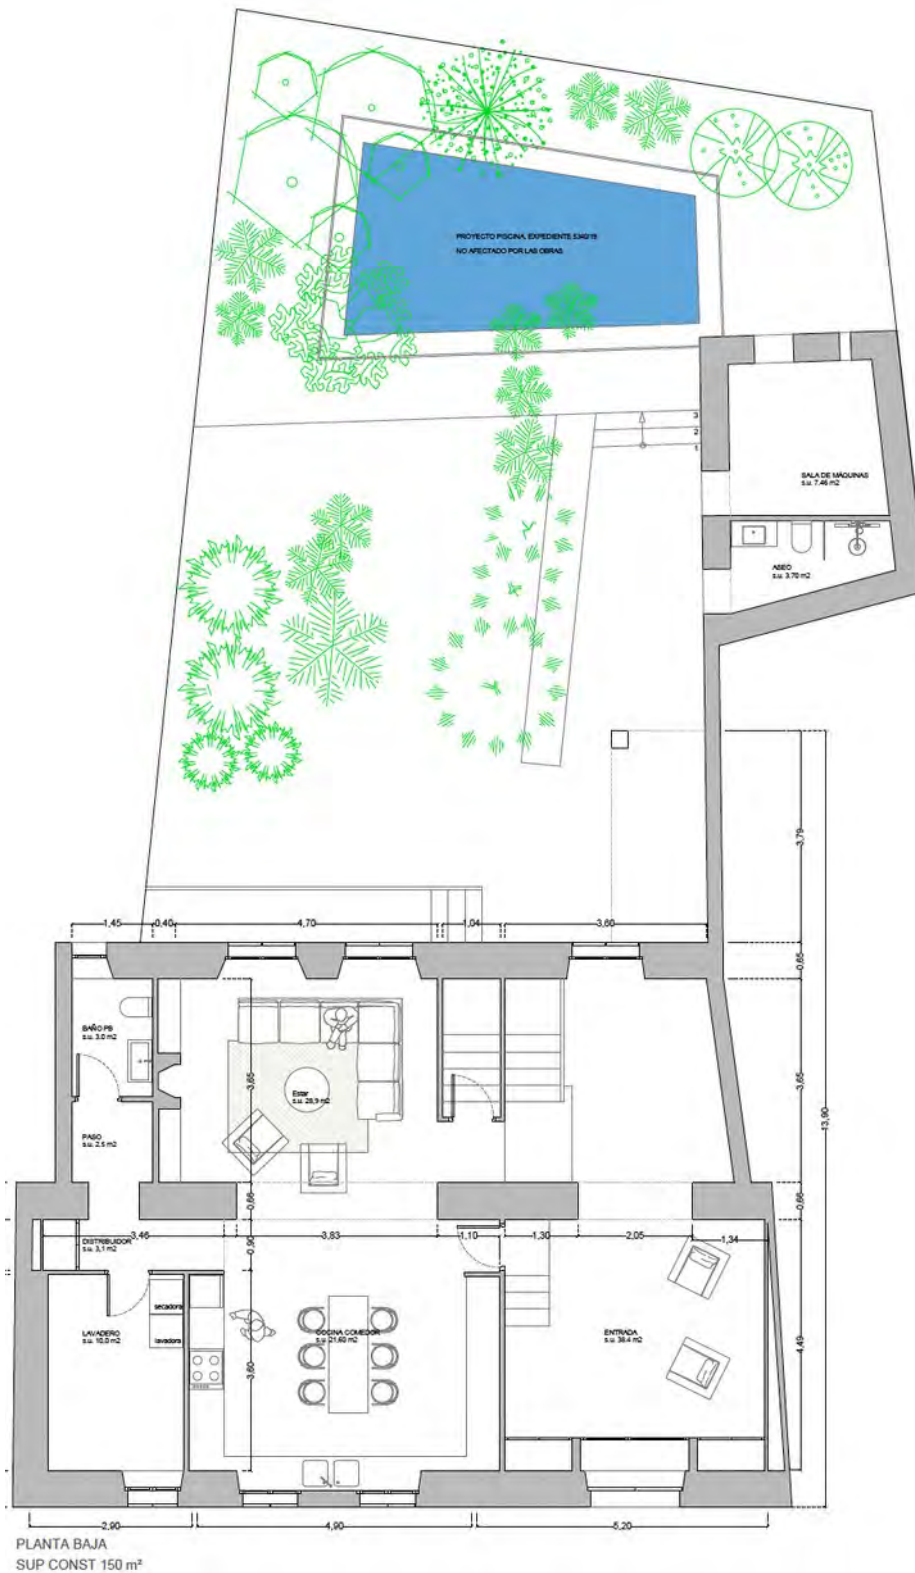 PROYECTO PISCINA, EXPEDIENTE 5340/19
NO AFECTADO POR LAS OBRAS
3
2
1
SALA DE MÁQUINAS
s.u. 7.46 m2
ASEO
s.u. 3.70 m2
3,79
1,45
0,40
4,70
1,04
3,60
0,65
BAÑO PB
s.u. 3.0 m2
3,65
Estar
s.u. 28,9 m2
3,65
13,90
PASO
s.u. 2,5 m2
0,66
0,66
DISTRIBUIDOR
s.u. 3,1 m2
3,46
0,90
3,83
1,10
1,30
2,05
1,34
secadora
lavadora
LAVADERO
s.u. 10,0 m2
COCINA COMEDOR
s.u. 21,60 m2
ENTRADA
s.u. 38.4 m2
3,60
4,49
2,90
4,90
5,20
PLANTA BAJA
SUP CONST 150 m²